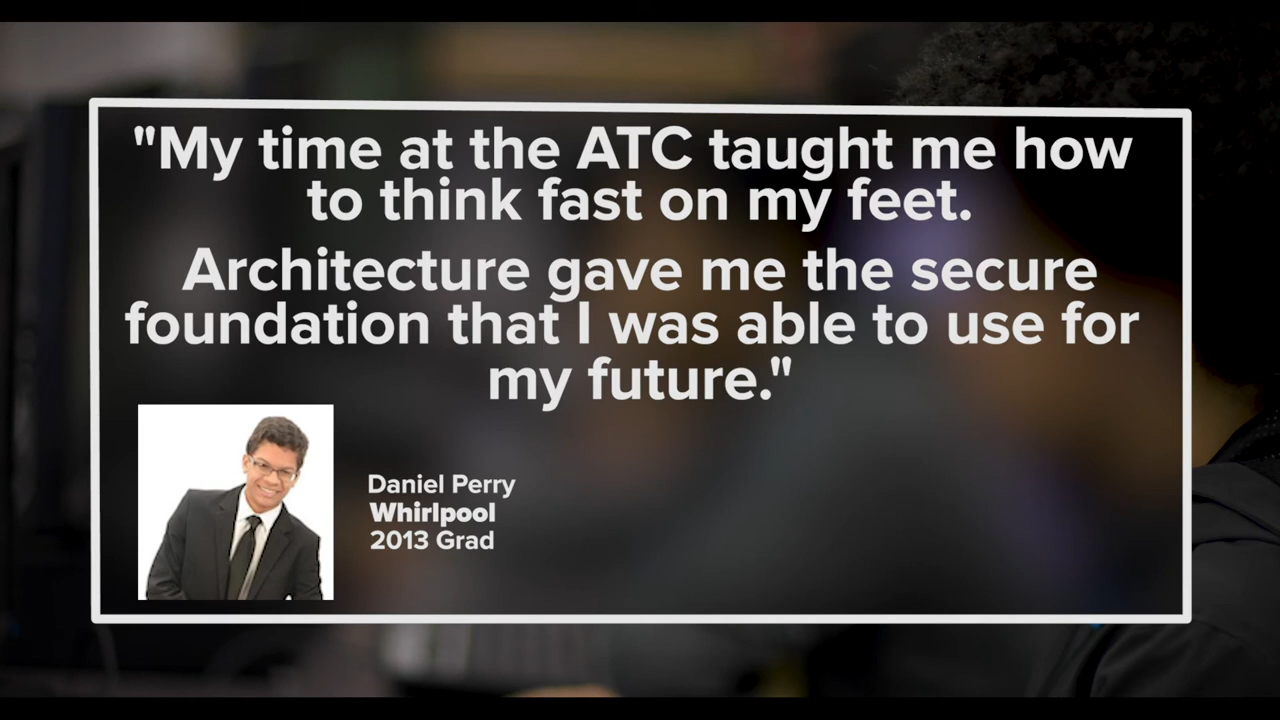 "My time at the ATC taught me how
to think fast on my feet.
Architecture gave me the secure
foundation that I was able to use for
my future."
Daniel Perry
Whirlpool
2013 Grad